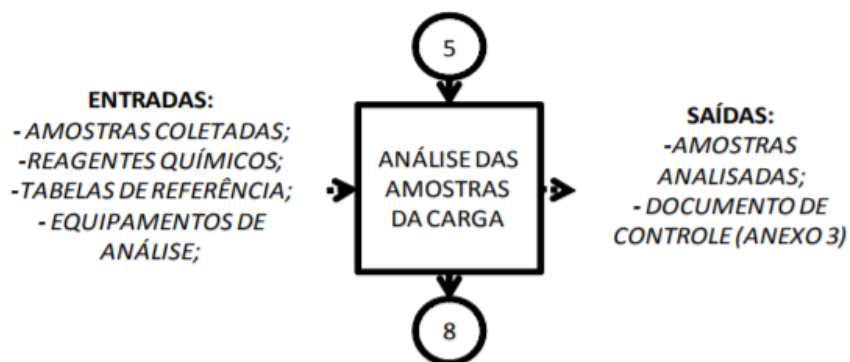 5
ENTRADAS:
- AMOSTRAS COLETADAS;
-REAGENTES QUÍMICOS;
-TABELAS DE REFERÊNCIA;
- EQUIPAMENTOS DE
ANÁLISE;
ANÁLISE DAS
AMOSTRAS
DA CARGA
SAÍDAS:
-AMOSTRAS
ANALISADAS;
- DOCUMENTO DE
CONTROLE (ANEXO 3)
8